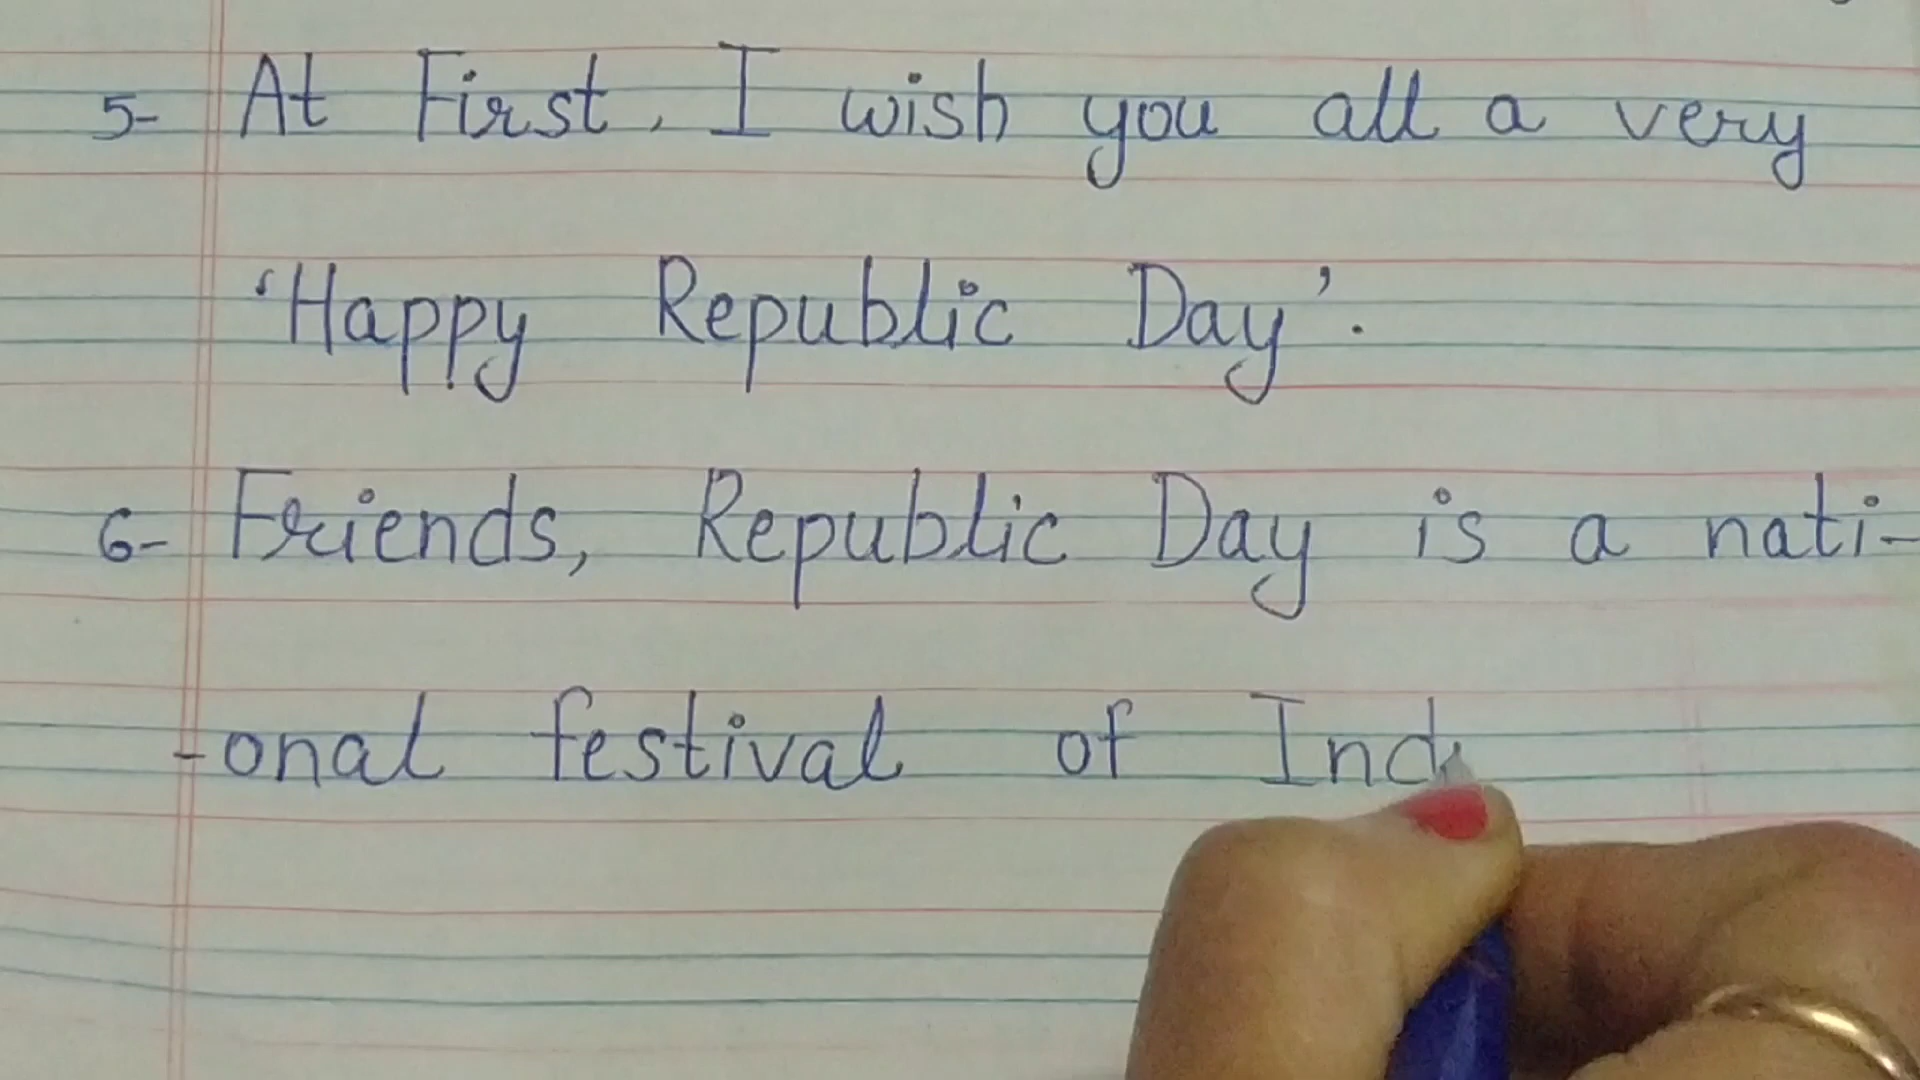 5- At First, I wish you all a very
'Happy Republic Day'.
6- Friends, Republic Day is a nati-
-onal festival of Ind